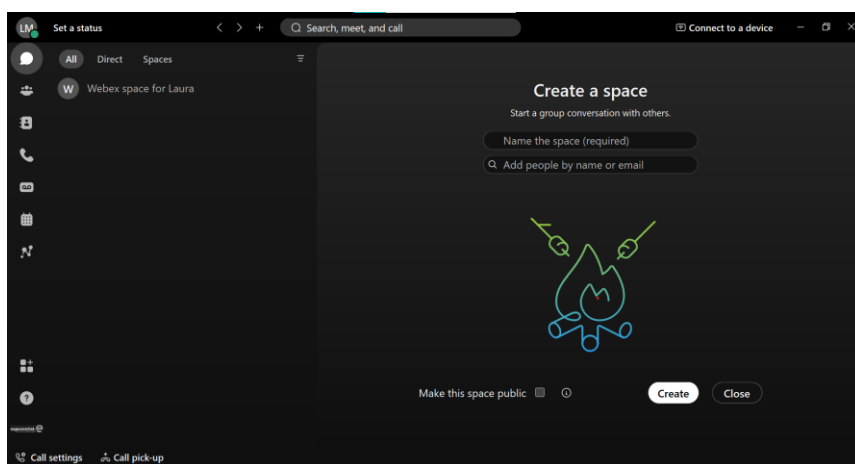 LM
Set a status
Search, meet, and call
Connect to a device
All Direct Spaces
W Webex space for Laura
Create a space
Start a group conversation with others.
Name the space (required)
Add people by name or email
Make this space public
Create
Close
Call settings
Call pick-up